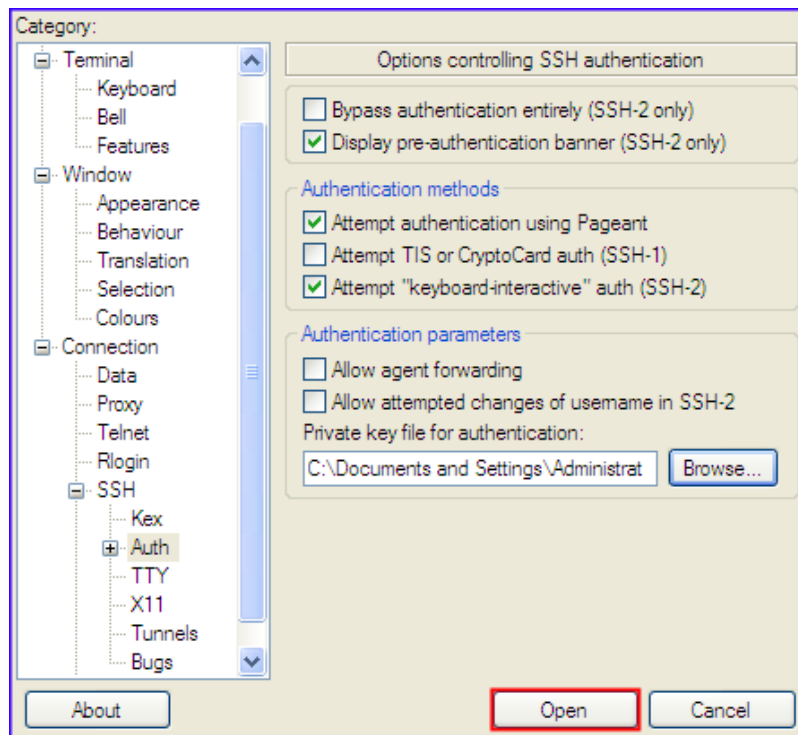 Category:
Terminal
Keyboard
Bell
Features
Window
Appearance
Behaviour
Translation
Selection
Colours
Connection
Data
Proxy
Telnet
Rlogin
SSH
Kex
Auth
TTY
X11
Tunnels
Bugs
Options controlling SSH authentication
Bypass authentication entirely (SSH-2 only)
Display pre-authentication banner (SSH-2 only)
Authentication methods
Attempt authentication using Pageant
Attempt TIS or CryptoCard auth (SSH-1)
Attempt "keyboard-interactive" auth (SSH-2)
Authentication parameters
Allow agent forwarding
Allow attempted changes of username in SSH-2
Private key file for authentication:
C:\Documents and Settings\Administrat
Browse...
About
Open
Cancel